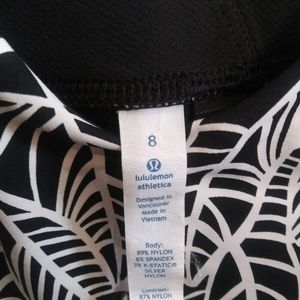 8
lululemon
athletica
Designed in
Vancouver
Made in
Vietnam
Body:
89% NYLON
8% SPANDEX
3% X-STATIC®
SILVER
NYLON
Contrast:
87% NYLON